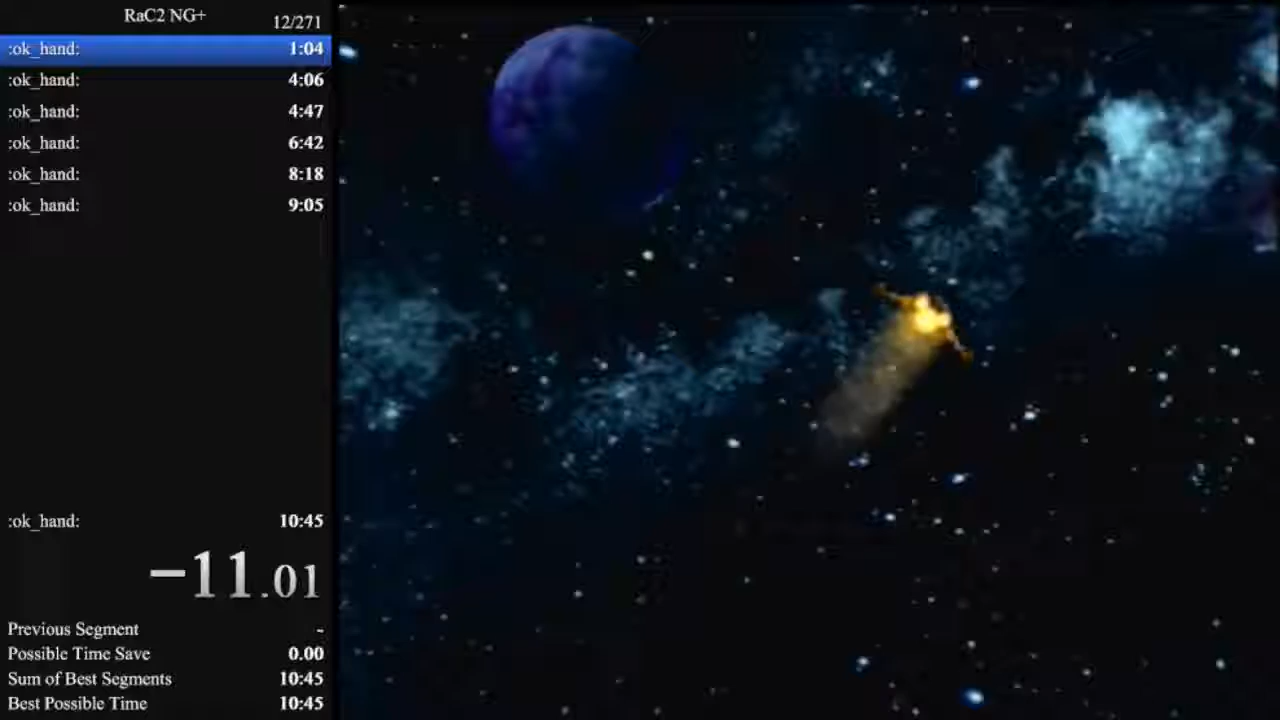 RaC2 NG+
12/271
:ok_hand: 1:04
:ok_hand: 4:06
:ok_hand: 4:47
:ok_hand: 6:42
:ok_hand: 8:18
:ok_hand: 9:05
:ok_hand: 10:45
-11.01
Previous Segment -
Possible Time Save 0.00
Sum of Best Segments 10:45
Best Possible Time 10:45